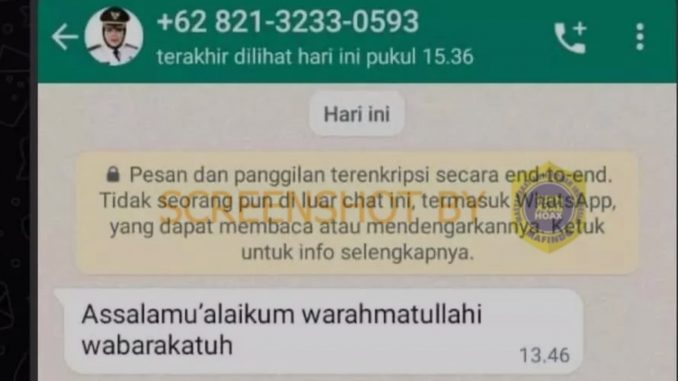 +62 821-3233-0593
terakhir dilihat hari ini pukul 15.36
Hari ini
Pesan dan panggilan terenkripsi secara end-to-end.
Tidak seorang pun di luar chat ini, termasuk WhatsApp,
yang dapat membaca atau mendengarkannya. Ketuk
untuk info selengkapnya.
SCREENSHOT BY
HOAX
Assalamu’alaikum warahmatullahi
wabarakatuh
13.46